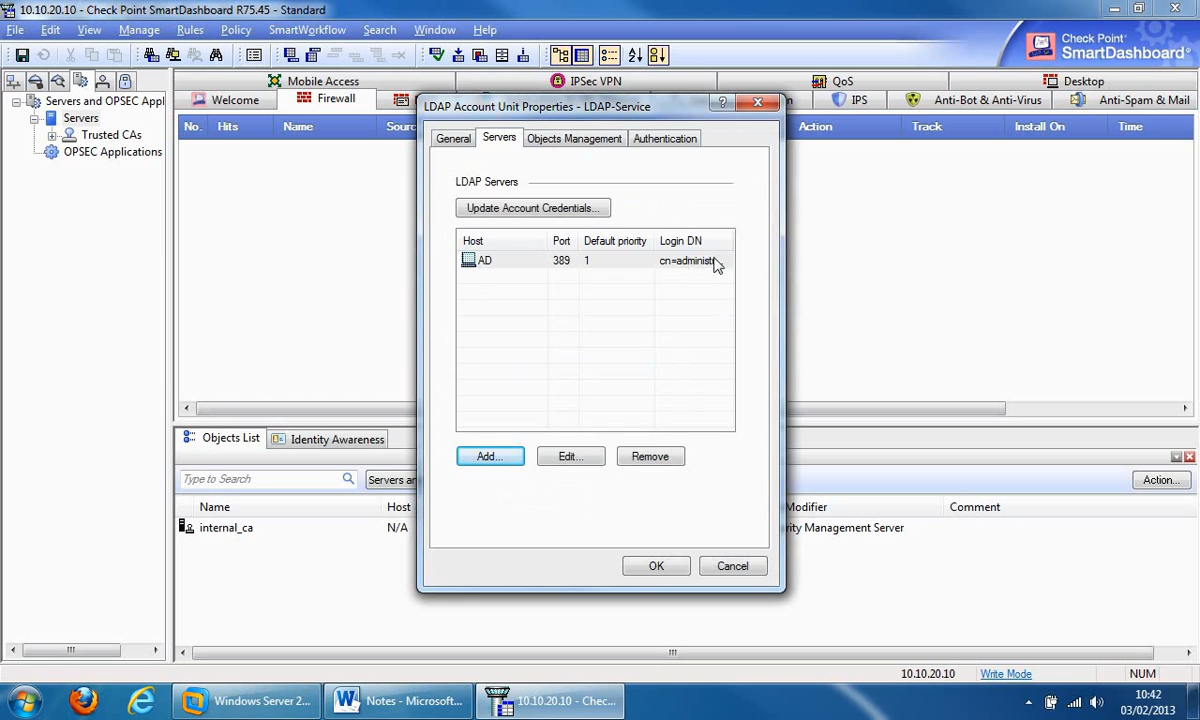 10.10.20.10 - Check Point SmartDashboard R75.45 - Standard
File Edit View Manage Rules Policy SmartWorkflow Search Window Help
Check Point
SmartDashboard
Mobile Access IPSec VPN QoS Desktop
Welcome Firewall IPS Anti-Bot & Anti-Virus Anti-Spam & Mail
Servers and OPSEC Appl
Servers
Trusted CAs
OPSEC Applications
No. Hits Name Sourc Action Track Install On Time
LDAP Account Unit Properties - LDAP-Service
General Servers Objects Management Authentication
LDAP Servers
Update Account Credentials...
Host Port Default priority Login DN
AD 389 1 cn=administr
Add... Edit... Remove
OK Cancel
Objects List Identity Awareness
Type to Search Servers an Action...
Name Host Modifier Comment
internal_ca N/A rity Management Server
10.10.20.10 Write Mode NUM
Windows Server 2... Notes - Microsoft... 10.10.20.10 - Chec...
10:42
03/02/2013